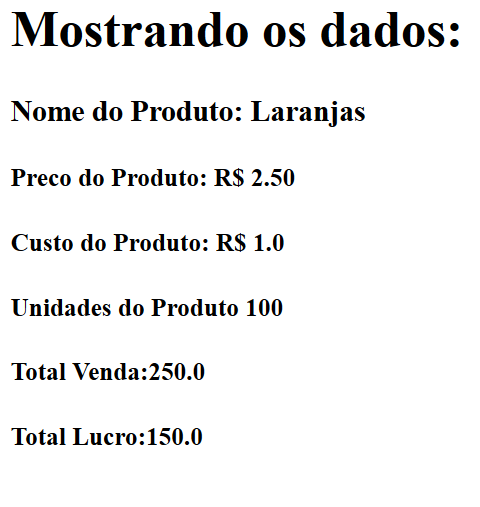 Mostrando os dados:
Nome do Produto: Laranjas
Preco do Produto: R$ 2.50
Custo do Produto: R$ 1.0
Unidades do Produto 100
Total Venda:250.0
Total Lucro:150.0